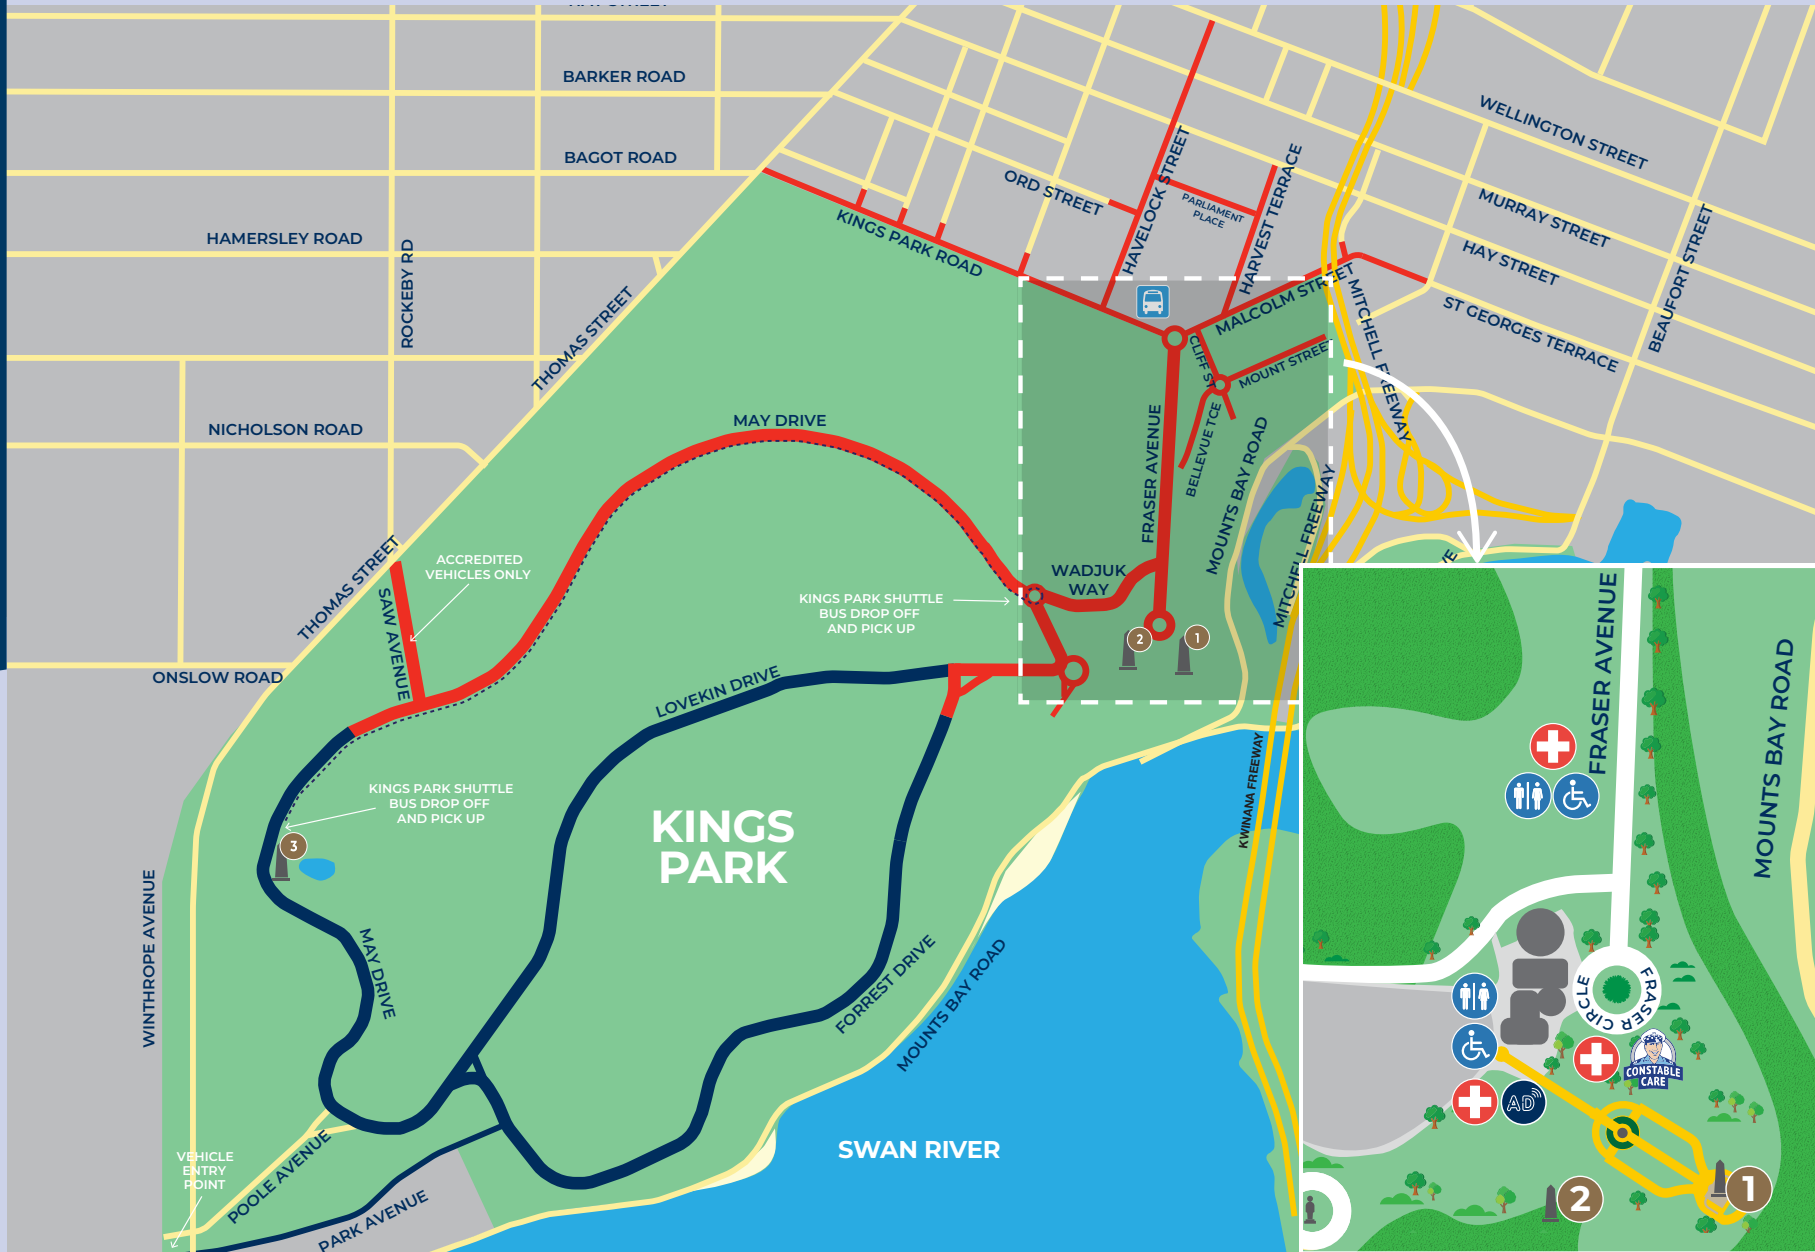 BARKER ROAD
BAGOT ROAD
HAMERSLEY ROAD
ROCKEBY RD
NICHOLSON ROAD
THOMAS STREET
THOMAS STREET
ONSLOW ROAD
SAW AVENUE
ACCREDITED
VEHICLES ONLY
MAY DRIVE
KINGS PARK ROAD
ORD STREET
HAVELOCK STREET
PARLIAMENT
PLACE
HARVEST TERRACE
MALCOLM STREET
WELLINGTON STREET
MURRAY STREET
HAY STREET
ST GEORGES TERRACE
BEAUFORT STREET
MITCHELL FREEWAY
CLIFF ST
MOUNT STREET
BELLEVUE TCE
FRASER AVENUE
MOUNTS BAY ROAD
MITCHELL FREEWAY
WADJUK
WAY
KINGS PARK SHUTTLE
BUS DROP OFF
AND PICK UP
2
1
LOVEKIN DRIVE
KINGS PARK SHUTTLE
BUS DROP OFF
AND PICK UP
3
KINGS
PARK
MAY DRIVE
WINTHROPE AVENUE
FORREST DRIVE
MOUNTS BAY ROAD
KWINANA FREEWAY
SWAN RIVER
VEHICLE
ENTRY
POINT
POOLE AVENUE
PARK AVENUE
VE
FRASER AVENUE
MOUNTS BAY ROAD
FRASER CIRCLE
CONSTABLE
CARE
AD
2
1